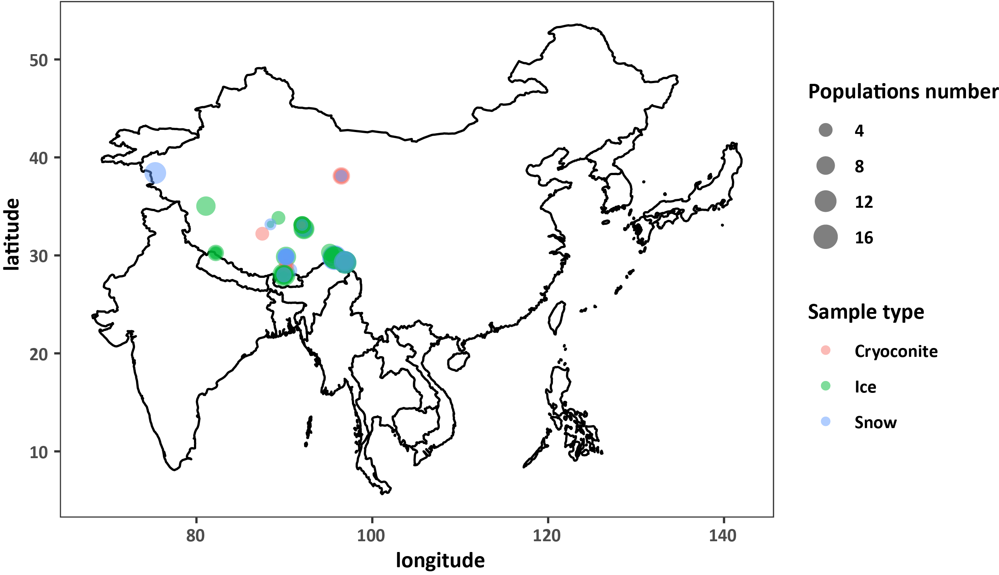 50
40
30
20
10
latitude
80
100
120
140
longitude
Populations number
4
8
12
16
Sample type
Cryoconite
Ice
Snow